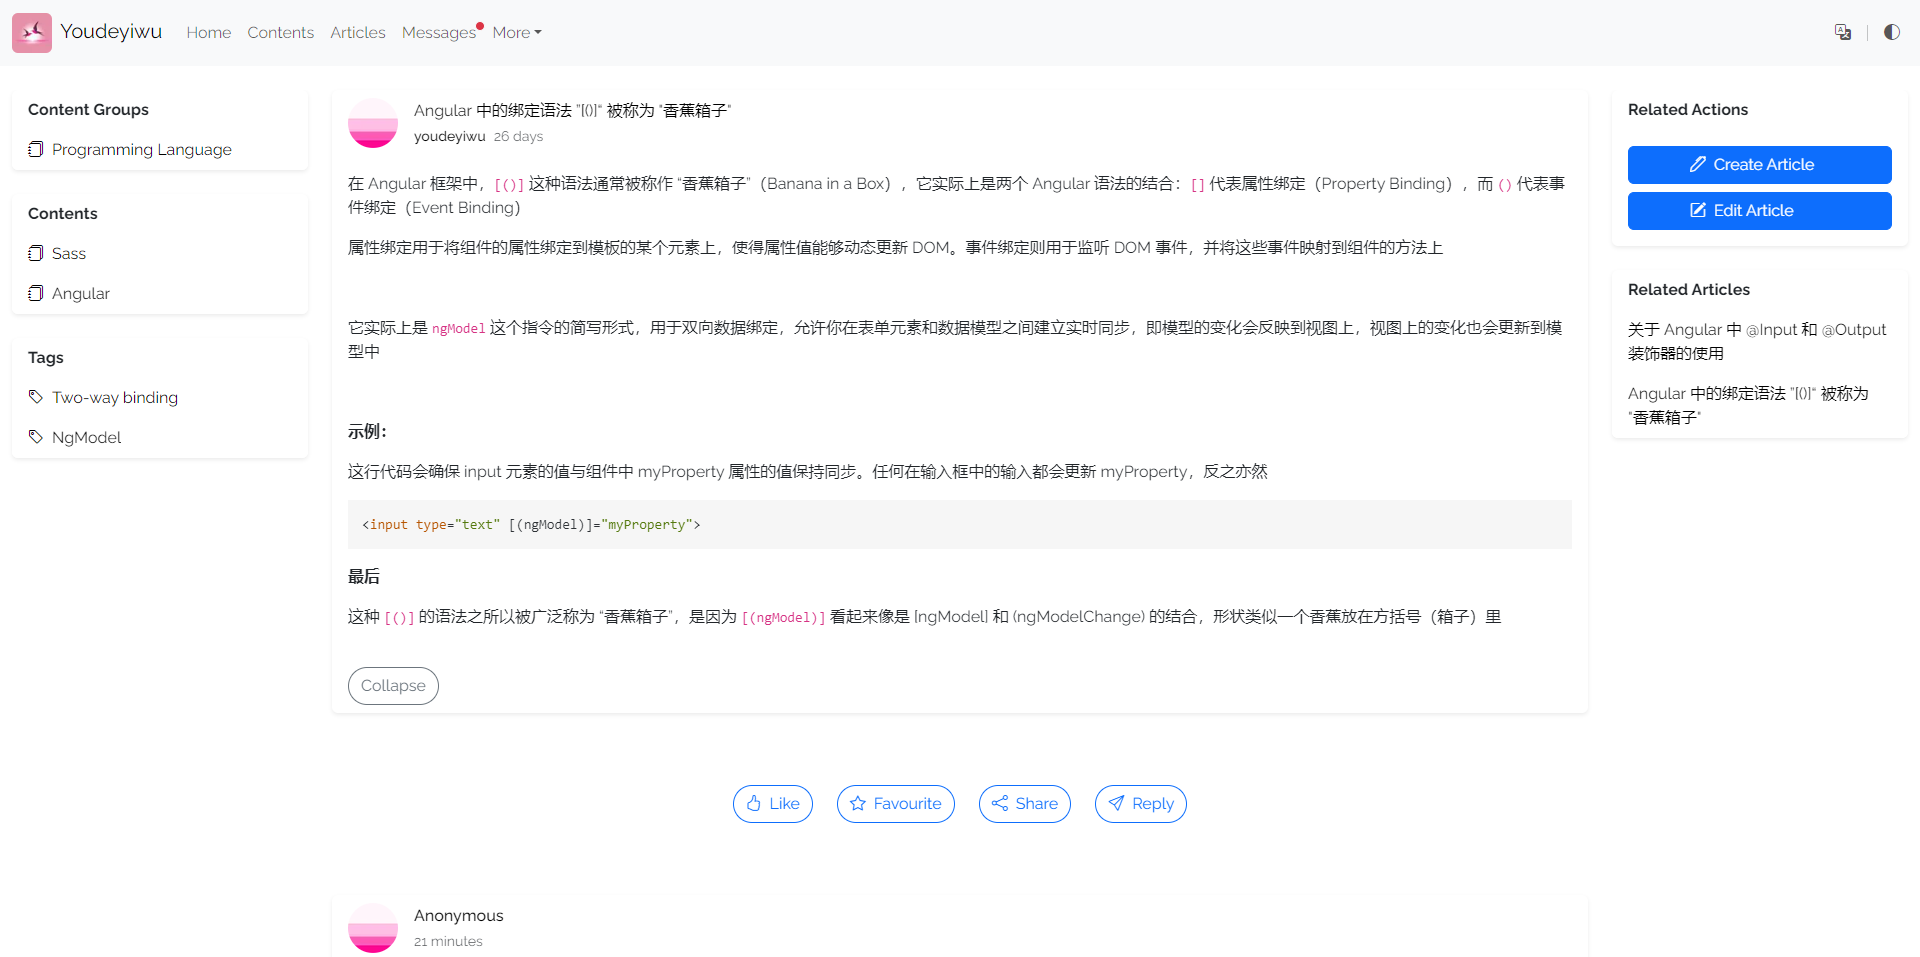 Youdeyiwu Home Contents Articles Messages More
Content Groups
Programming Language
Contents
Sass
Angular
Tags
Two-way binding
NgModel
Angular 中的绑定语法 "[()]" 被称为 "香蕉箱子"
youdeyiwu 26 days
在 Angular 框架中，[()] 这种语法通常被称作 “香蕉箱子”（Banana in a Box），它实际上是两个 Angular 语法的结合：[] 代表属性绑定（Property Binding），而 () 代表事
件绑定（Event Binding）
属性绑定用于将组件的属性绑定到模板的某个元素上，使得属性值能够动态更新 DOM。事件绑定则用于监听 DOM 事件，并将这些事件映射到组件的方法上
它实际上是 ngModel 这个指令的简写形式，用于双向数据绑定，允许你在表单元素和数据模型之间建立实时同步，即模型的变化会反映到视图上，视图上的变化也会更新到模
型中
示例：
这行代码会确保 input 元素的值与组件中 myProperty 属性的值保持同步。任何在输入框中的输入都会更新 myProperty，反之亦然
<input type="text" [(ngModel)]="myProperty">
最后
这种 [()] 的语法之所以被广泛称为 “香蕉箱子”，是因为 [(ngModel)] 看起来像是 [ngModel] 和 (ngModelChange) 的结合，形状类似一个香蕉放在方括号（箱子）里
Collapse
Like Favourite Share Reply
Anonymous
21 minutes
Related Actions
Create Article
Edit Article
Related Articles
关于 Angular 中 @Input 和 @Output
装饰器的使用
Angular 中的绑定语法 "[()]" 被称为
"香蕉箱子"